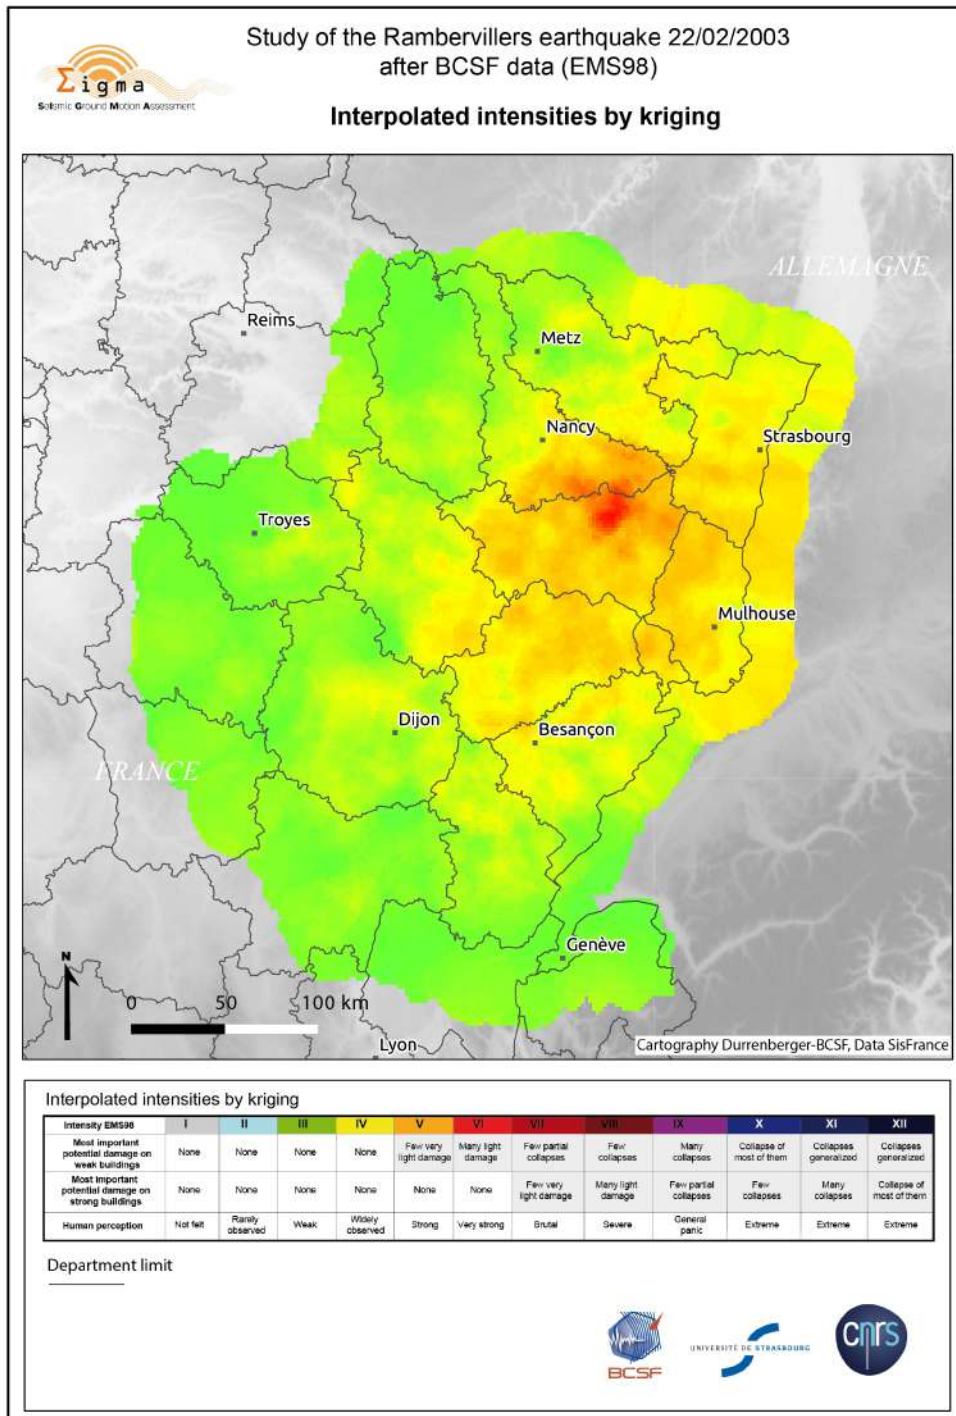 Study of the Rambervillers earthquake 22/02/2003
after BCSF data (EMS98)
Σigma
Seismic Ground Motion Assessment
Interpolated intensities by kriging
ALLEMAGNE
Reims
Metz
Nancy
Strasbourg
Troyes
Mulhouse
Dijon
Besançon
FRANCE
Genève
N
0 50 100 km
Lyon
Cartography Durrenberger-BCSF, Data SisFrance
Interpolated intensities by kriging
Intensity EMS98 I II III IV V VI VII VIII IX X XI XII
Most important potential damage on weak buildings None None None None Few very light damage Many light damage Few partial collapses Few collapses Many collapses Collapse of most of them Collapses generalized Collapses generalized
Most important potential damage on strong buildings None None None None None None Few very light damage Many light damage Few partial collapses Few collapses Many collapses Collapse of most of them
Human perception Not felt Rarely observed Weak Widely observed Strong Very strong Brutal Severe General panic Extreme Extreme Extreme
Department limit
BCSF
UNIVERSITÉ DE STRASBOURG
cnrs